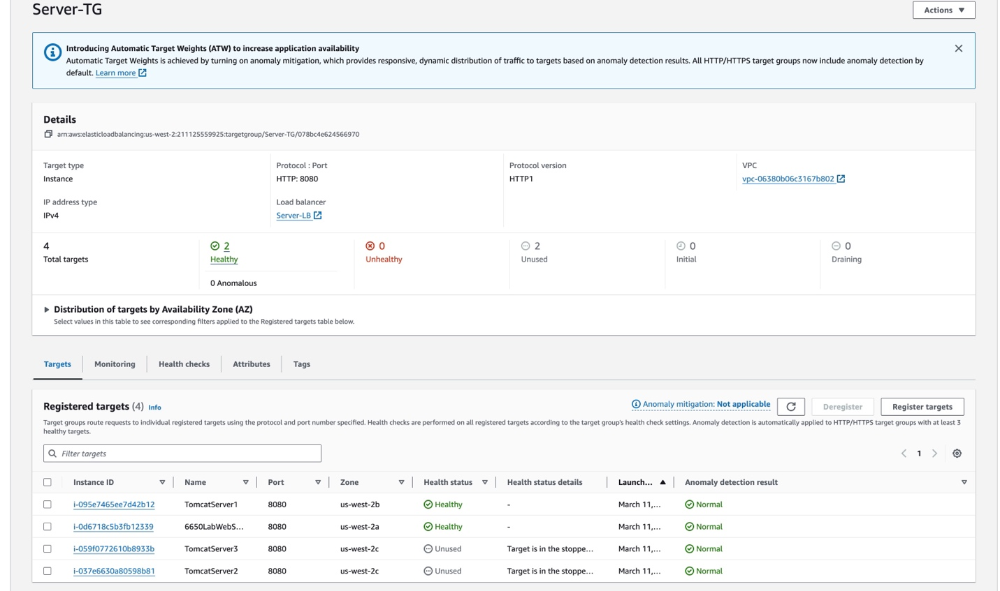 Server-TG
Actions
Introducing Automatic Target Weights (ATW) to increase application availability
Automatic Target Weights is achieved by turning on anomaly mitigation, which provides responsive, dynamic distribution of traffic to targets based on anomaly detection results. All HTTP/HTTPS target groups now include anomaly detection by
default. Learn more
Details
arn:aws:elasticloadbalancing:us-west-2:211125559925:targetgroup/Server-TG/078bc4e624566970
Target type
Instance
Protocol : Port
HTTP: 8080
Protocol version
HTTP1
VPC
vpc-06380b06c3167b802
IP address type
IPv4
Load balancer
Server-LB
4
Total targets
2
Healthy
0 Anomalous
0
Unhealthy
2
Unused
0
Initial
0
Draining
Distribution of targets by Availability Zone (AZ)
Select values in this table to see corresponding filters applied to the Registered targets table below.
Targets Monitoring Health checks Attributes Tags
Registered targets (4) Info
Anomaly mitigation: Not applicable Deregister Register targets
Target groups route requests to individual registered targets using the protocol and port number specified. Health checks are performed on all registered targets according to the target group's health check settings. Anomaly detection is automatically applied to HTTP/HTTPS target groups with at least 3
healthy targets.
Filter targets
1
Instance ID Name Port Zone Health status Health status details Launch... Anomaly detection result
i-095e7465ee7d42b12 TomcatServer1 8080 us-west-2b Healthy - March 11,... Normal
i-0d6718c5b3fb12339 6650LabWebS... 8080 us-west-2a Healthy - March 11,... Normal
i-059f0772610b8933b TomcatServer3 8080 us-west-2c Unused Target is in the stoppe... March 11,... Normal
i-037e6630a80598b81 TomcatServer2 8080 us-west-2c Unused Target is in the stoppe... March 11,... Normal